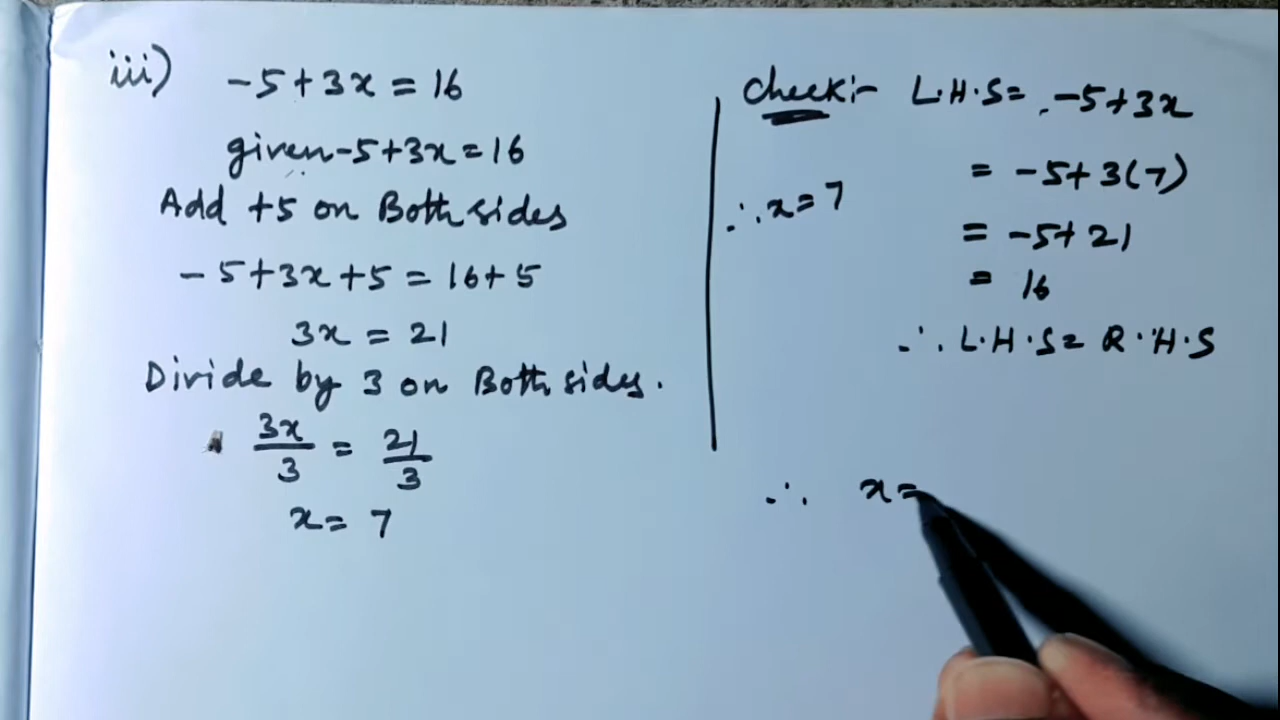 iii) -5+3x = 16
given -5+3x=16
Add +5 on Both sides
-5+3x+5 = 16+5
3x = 21
Divide by 3 on Both sides.
3x/3 = 21/3
x= 7
Check:- L.H.S= -5+3x
= -5+3(7)
∴ x=7
= -5+21
= 16
∴ L.H.S= R.H.S
∴ x=